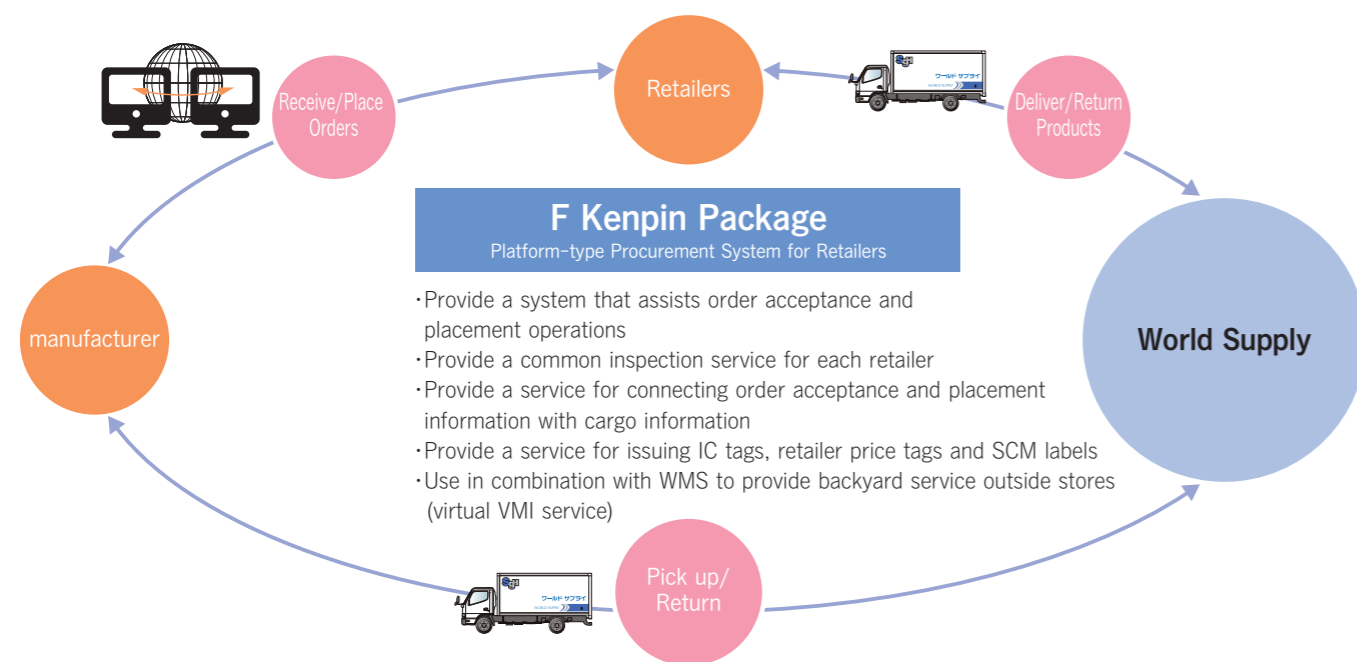 Receive/Place
Orders
Retailers
ワールド サプライ
WORLD SUPPLY
Deliver/Return
Products
F Kenpin Package
Platform-type Procurement System for Retailers
・Provide a system that assists order acceptance and
placement operations
・Provide a common inspection service for each retailer
・Provide a service for connecting order acceptance and placement
information with cargo information
・Provide a service for issuing IC tags, retailer price tags and SCM labels
・Use in combination with WMS to provide backyard service outside stores
(virtual VMI service)
manufacturer
World Supply
ワールド サプライ
WORLD SUPPLY
Pick up/
Return